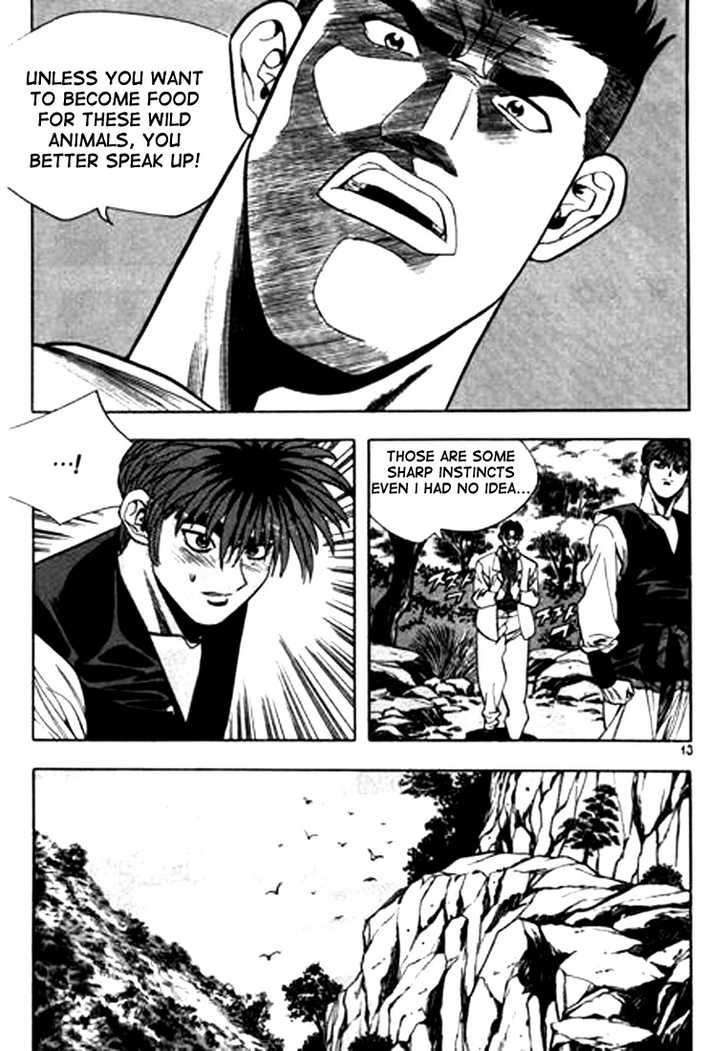 UNLESS YOU WANT
TO BECOME FOOD
FOR THESE WILD
ANIMALS, YOU
BETTER SPEAK UP!
...!
THOSE ARE SOME
SHARP INSTINCTS
EVEN I HAD NO IDEA...
13